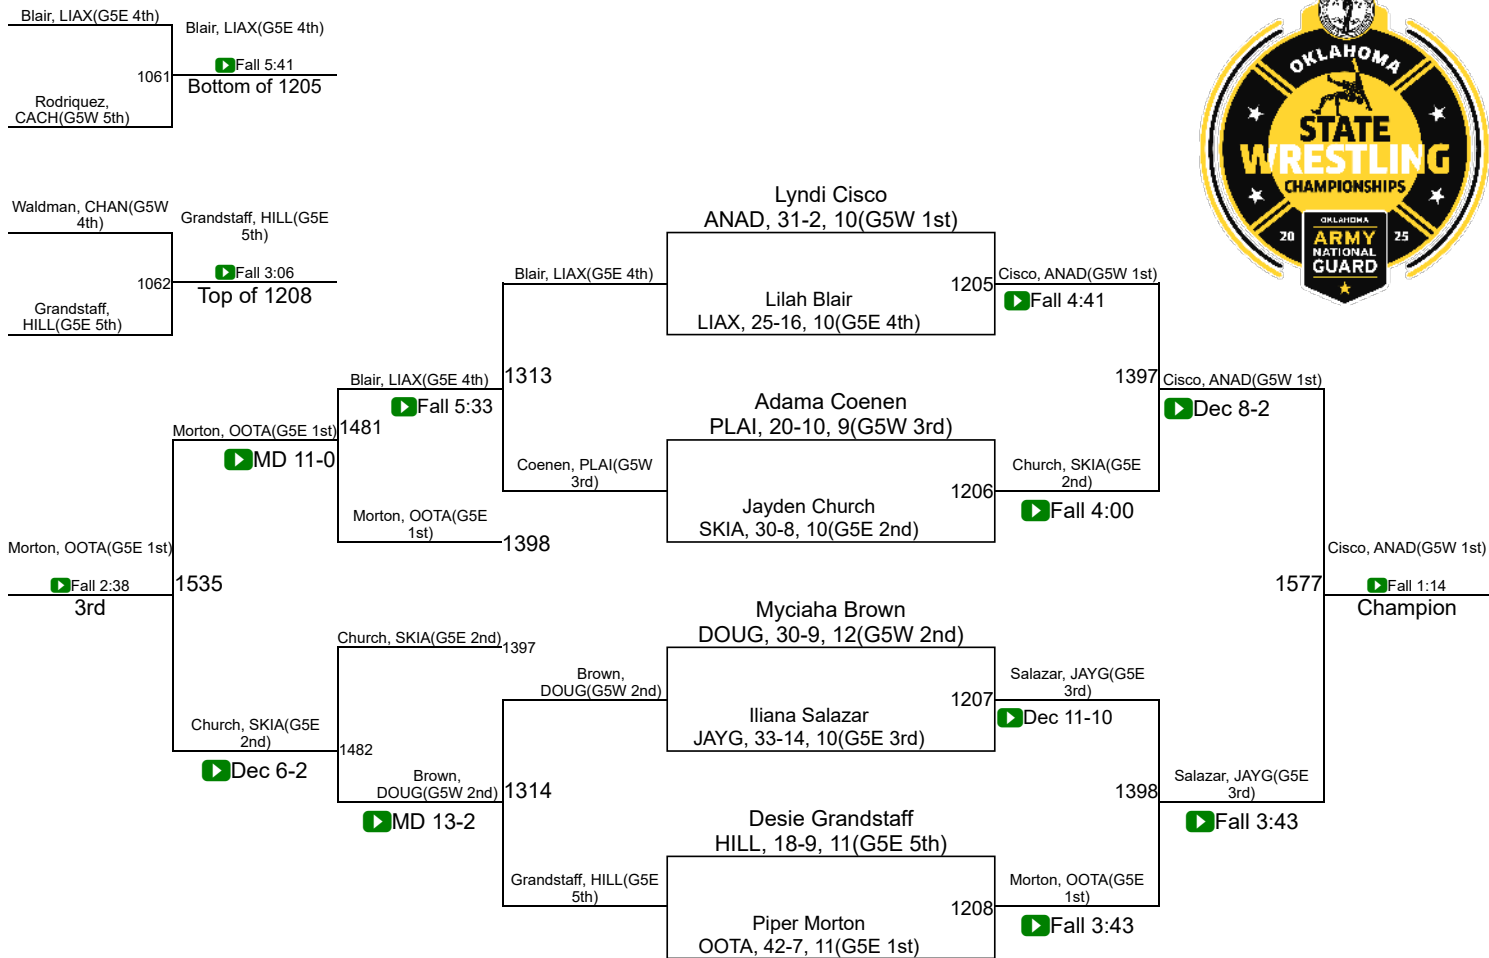 Blair, LIAX(G5E 4th)
Blair, LIAX(G5E 4th)
Fall 5:41
1061
Bottom of 1205
Rodriquez,
CACH(G5W 5th)
Waldman, CHAN(G5W
4th)
Grandstaff, HILL(G5E
5th)
Fall 3:06
1062
Top of 1208
Grandstaff,
HILL(G5E 5th)
OKLAHOMA
STATE
WRESTLING
CHAMPIONSHIPS
OKLAHOMA
20
ARMY
25
NATIONAL
GUARD
Lyndi Cisco
ANAD, 31-2, 10(G5W 1st)
Blair, LIAX(G5E 4th)
1205
Cisco, ANAD(G5W 1st)
Fall 4:41
Lilah Blair
LIAX, 25-16, 10(G5E 4th)
Blair, LIAX(G5E 4th)
1313
Fall 5:33
1397
Cisco, ANAD(G5W 1st)
Dec 8-2
Adama Coenen
PLAI, 20-10, 9(G5W 3rd)
Morton, OOTA(G5E 1st)
1481
MD 11-0
Coenen, PLAI(G5W
3rd)
1206
Church, SKIA(G5E
2nd)
Fall 4:00
Jayden Church
SKIA, 30-8, 10(G5E 2nd)
Morton, OOTA(G5E
1st)
1398
Morton, OOTA(G5E 1st)
Fall 2:38
3rd
1535
Cisco, ANAD(G5W 1st)
1577
Fall 1:14
Champion
Myciaha Brown
DOUG, 30-9, 12(G5W 2nd)
Church, SKIA(G5E 2nd)
1397
Brown,
DOUG(G5W 2nd)
1207
Salazar, JAYG(G5E
3rd)
Dec 11-10
Iliana Salazar
JAYG, 33-14, 10(G5E 3rd)
Church, SKIA(G5E
2nd)
1482
Dec 6-2
Brown,
DOUG(G5W 2nd)
1314
MD 13-2
1398
Salazar, JAYG(G5E
3rd)
Fall 3:43
Desie Grandstaff
HILL, 18-9, 11(G5E 5th)
Grandstaff, HILL(G5E
5th)
1208
Morton, OOTA(G5E
1st)
Fall 3:43
Piper Morton
OOTA, 42-7, 11(G5E 1st)